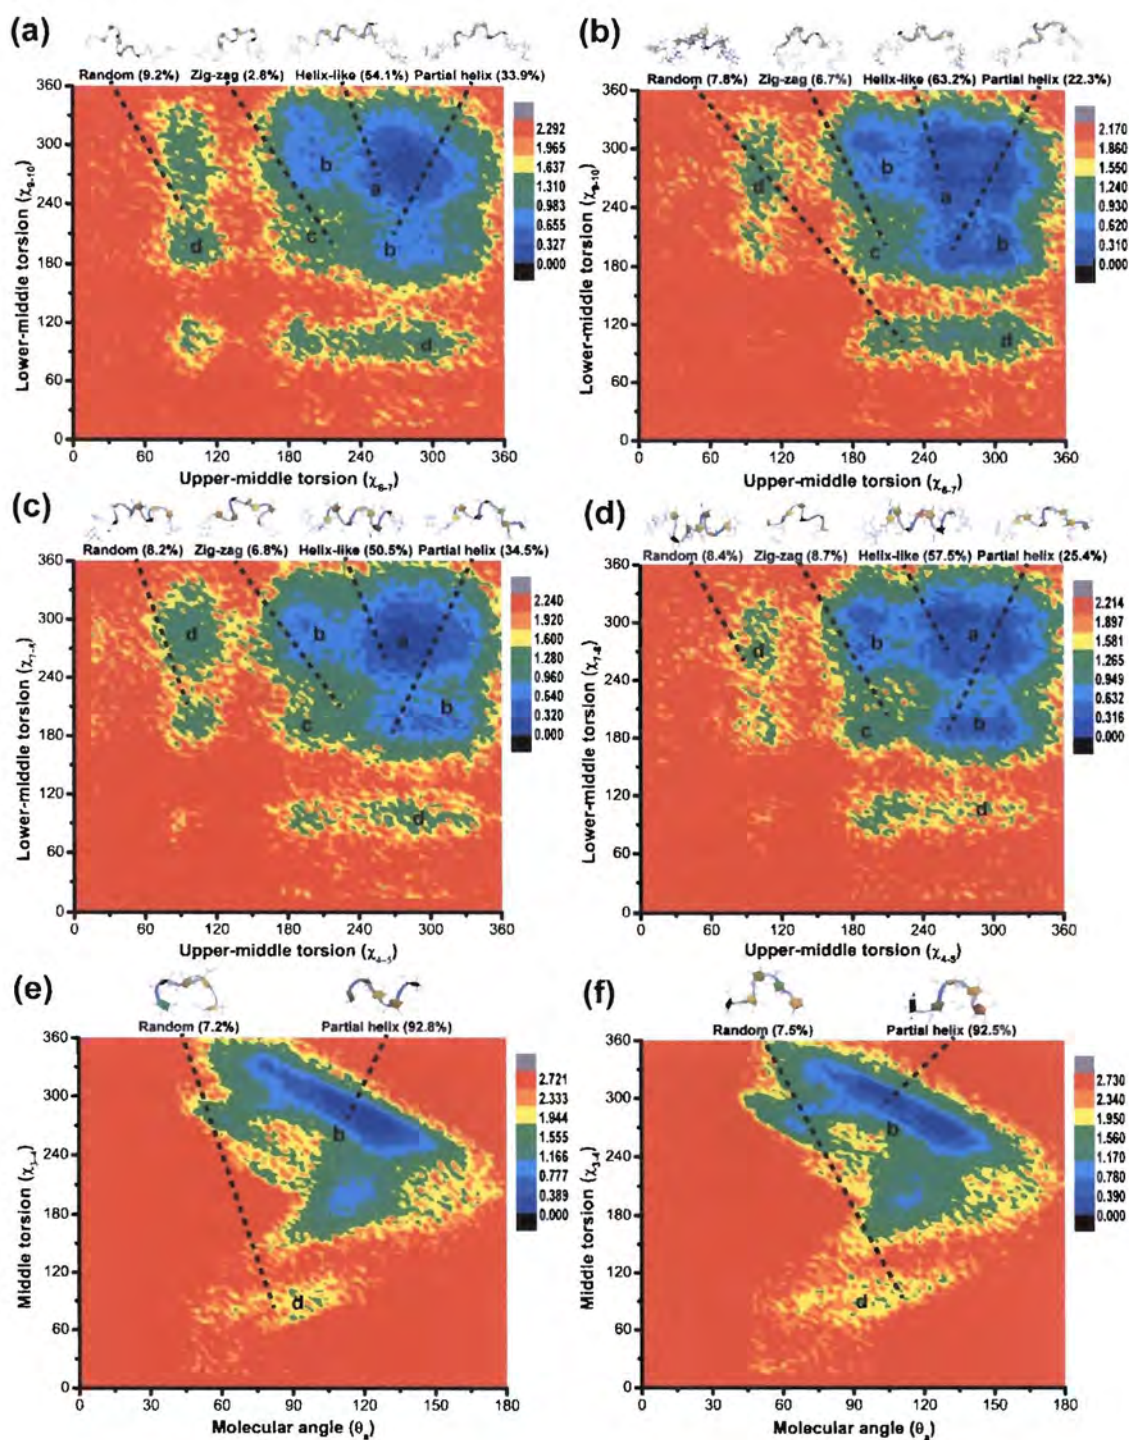 (a)
Random (9.2%) Zig-zag (2.8%) Helix-like (54.1%) Partial helix (33.9%)
360
300
240
180
120
60
0
Lower-middle torsion (χ9-10)
b
a
c
d
b
d
2.292
1.965
1.637
1.310
0.983
0.655
0.327
0.000
0 60 120 180 240 300 360
Upper-middle torsion (χ6-7)
(b)
Random (7.8%) Zig-zag (6.7%) Helix-like (63.2%) Partial helix (22.3%)
360
300
240
180
120
60
0
Lower-middle torsion (χ9-10)
b
d
a
c
b
d
2.170
1.860
1.550
1.240
0.930
0.620
0.310
0.000
0 60 120 180 240 300 360
Upper-middle torsion (χ6-7)
(c)
Random (8.2%) Zig-zag (6.8%) Helix-like (50.5%) Partial helix (34.5%)
360
300
240
180
120
60
0
Lower-middle torsion (χ7-8)
d
b
a
c
b
d
2.240
1.920
1.600
1.280
0.960
0.640
0.320
0.000
0 60 120 180 240 300 360
Upper-middle torsion (χ4-5)
(d)
Random (8.4%) Zig-zag (8.7%) Helix-like (57.5%) Partial helix (25.4%)
360
300
240
180
120
60
0
Lower-middle torsion (χ7-8)
d
b
a
c
b
d
2.214
1.897
1.581
1.265
0.949
0.632
0.316
0.000
0 60 120 180 240 300 360
Upper-middle torsion (χ4-5)
(e)
Random (7.2%) Partial helix (92.8%)
360
300
240
180
120
60
0
Middle torsion (χ3-4)
b
d
2.721
2.333
1.944
1.555
1.166
0.777
0.389
0.000
0 30 60 90 120 150 180
Molecular angle (θa)
(f)
Random (7.5%) Partial helix (92.5%)
360
300
240
180
120
60
0
Middle torsion (χ3-4)
b
d
2.730
2.340
1.950
1.560
1.170
0.780
0.390
0.000
0 30 60 90 120 150 180
Molecular angle (θa)